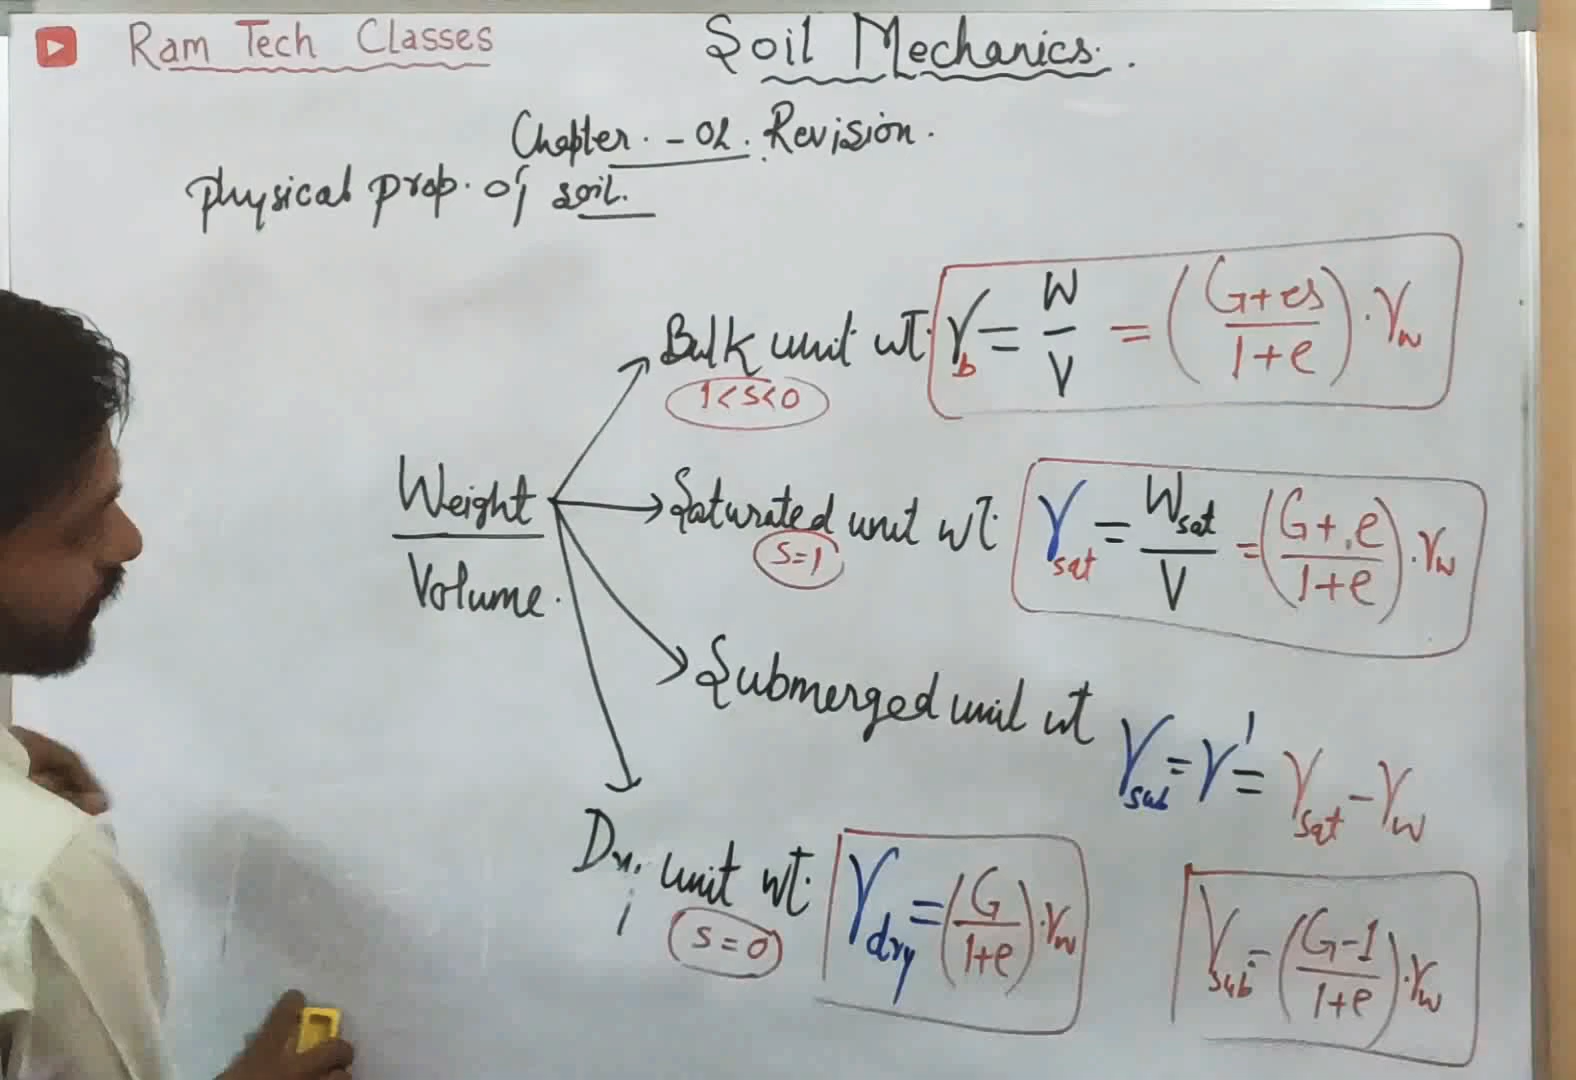 Ram Tech Classes
Soil Mechanics.
Chapter. - 02. Revision.
Physical prop. of soil.
Bulk unit wt. γb = W/V = (G+es/1+e) . γw
1<s<0
Weight/Volume.
Saturated unit wt. γsat = Wsat/V = (G+.e/1+e) . γw
S=1
Submerged unit wt γsub = γ' = γsat - γw
unit wt. γdry = (G/1+e) . γw
S=0
γsub = (G-1/1+e) . γw